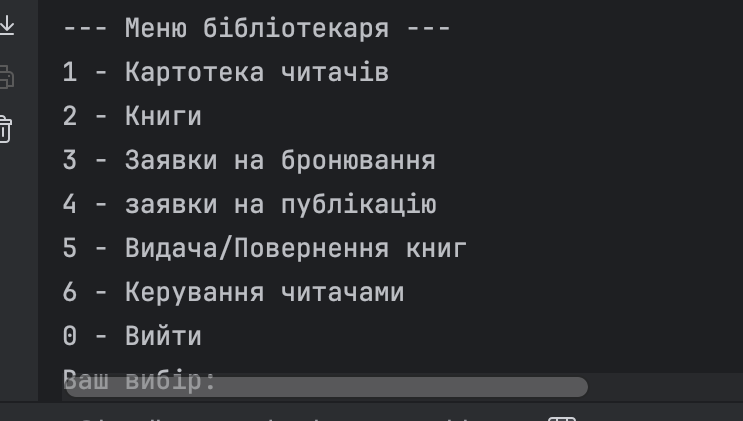 --- Меню бібліотекаря ---
1 - Картотека читачів
2 - Книги
3 - Заявки на бронювання
4 - заявки на публікацію
5 - Видача/Повернення книг
6 - Керування читачами
0 - Вийти
Ваш вибір: